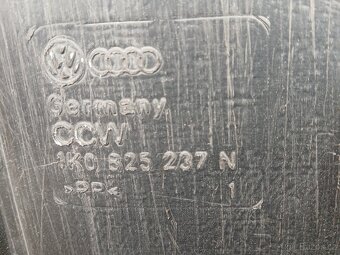 Germany
CCW
1K0 825 237 N
>PP< 1